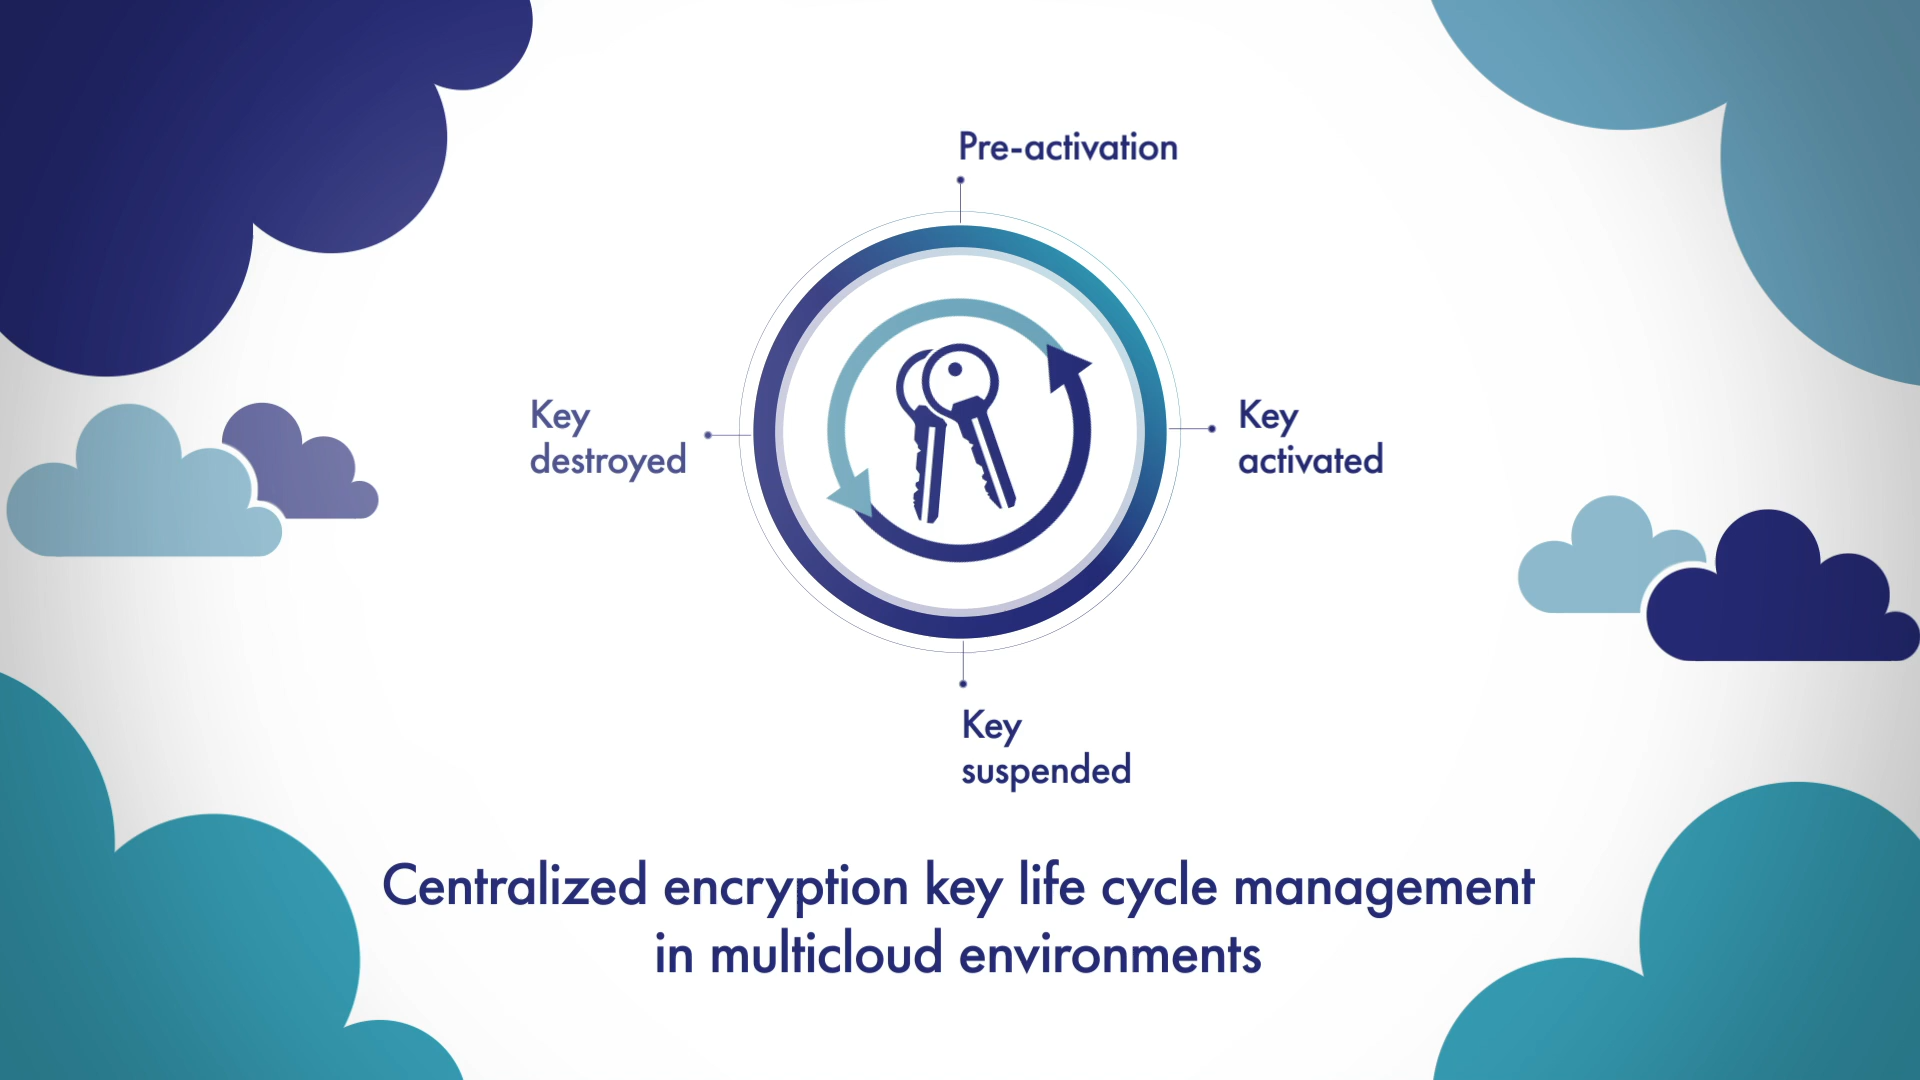 Pre-activation
Key
destroyed
Key
activated
Key
suspended
Centralized encryption key life cycle management
in multicloud environments